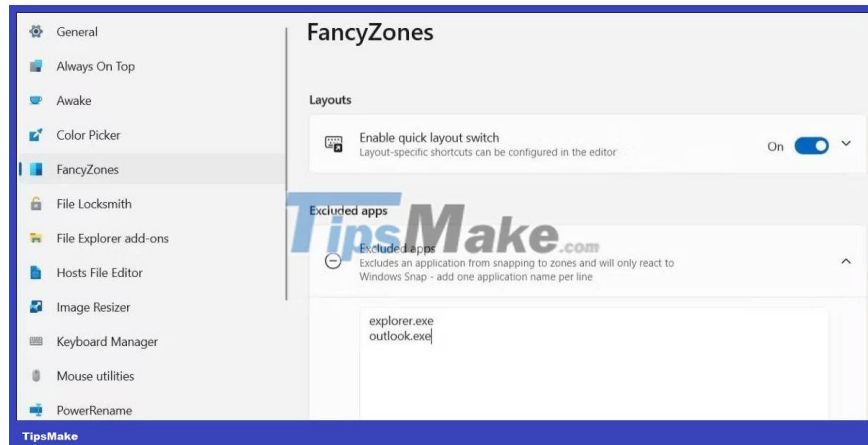 General
Always On Top
Awake
Color Picker
FancyZones
File Locksmith
File Explorer add-ons
Hosts File Editor
Image Resizer
Keyboard Manager
Mouse utilities
PowerRename
FancyZones
Layouts
Enable quick layout switch
Layout-specific shortcuts can be configured in the editor
On
Excluded apps
TipsMake.com
Excluded apps
Excludes an application from snapping to zones and will only react to
Windows Snap - add one application name per line
explorer.exe
outlook.exe
TipsMake